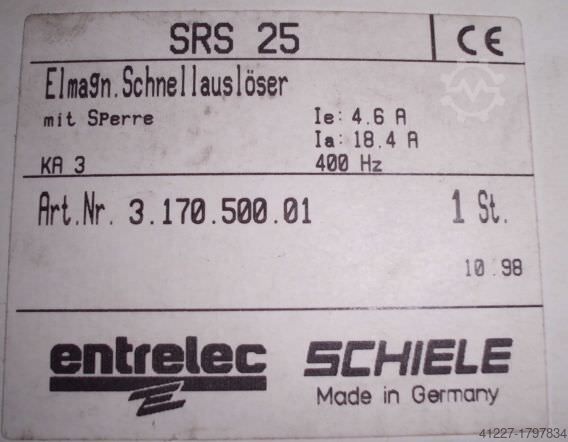 SRS 25 CE
Elmagn.Schnellauslöser
mit Sperre Ie: 4.6 A
Ia: 18.4 A
KA 3 400 Hz
Art.Nr. 3.170.500.01 1 St.
10.98
entrelec SCHIELE
Made in Germany
41227-1797834